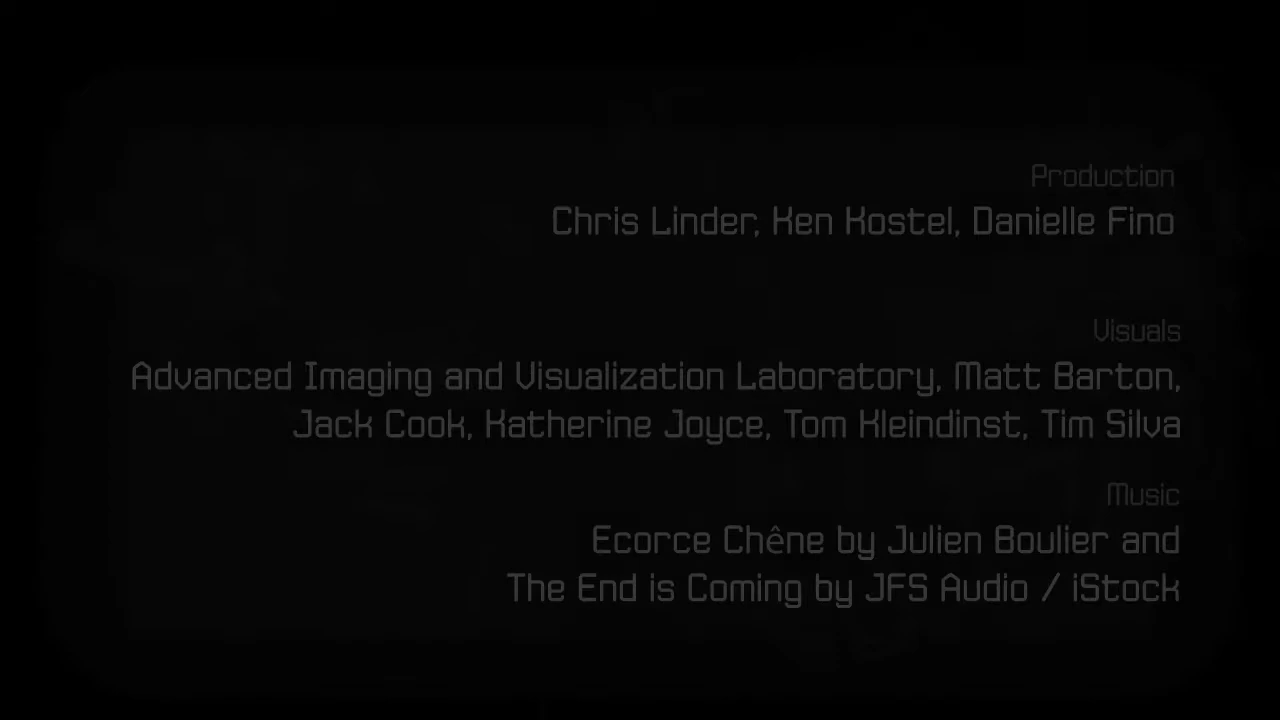 Production
Chris Linder, Ken Kostel, Danielle Fino
Visuals
Advanced Imaging and Visualization Laboratory, Matt Barton,
Jack Cook, Katherine Joyce, Tom Kleindinst, Tim Silva
Music
Ecorce Chêne by Julien Boulier and
The End is Coming by JFS Audio / iStock